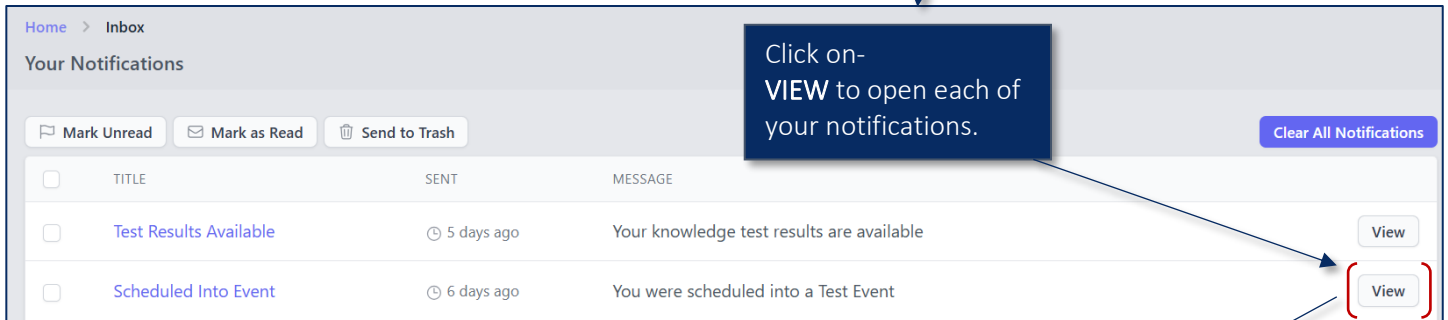 Home > Inbox
Your Notifications
Click on-
VIEW to open each of
your notifications.
Mark Unread Mark as Read Send to Trash Clear All Notifications
TITLE SENT MESSAGE
Test Results Available 5 days ago Your knowledge test results are available View
Scheduled Into Event 6 days ago You were scheduled into a Test Event View